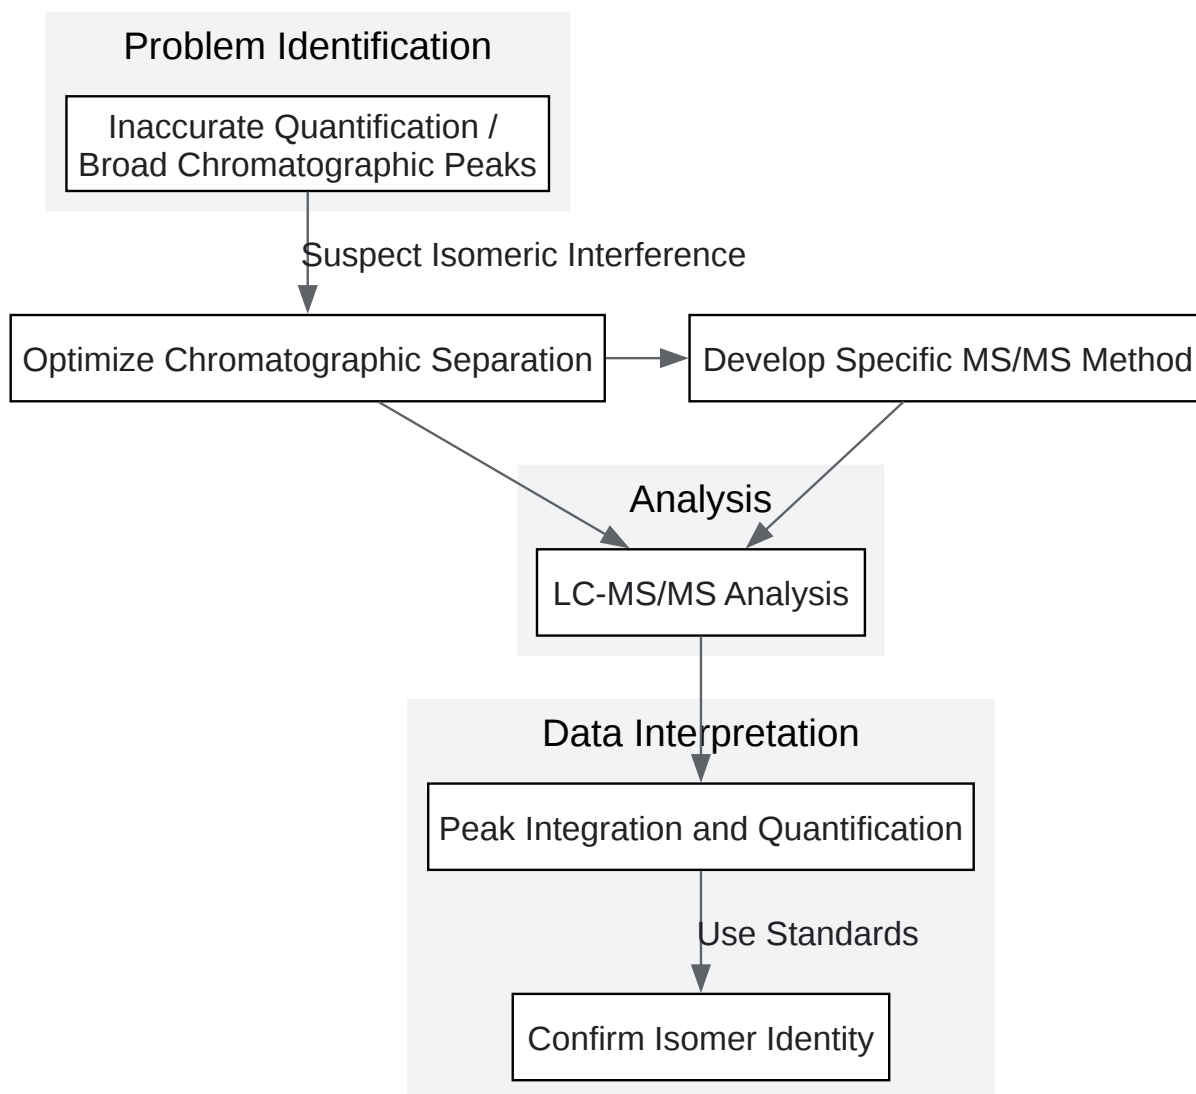 Problem Identification
Inaccurate Quantification /
Broad Chromatographic Peaks
Suspect Isomeric Interference
Optimize Chromatographic Separation
Develop Specific MS/MS Method
Analysis
LC-MS/MS Analysis
Data Interpretation
Peak Integration and Quantification
Use Standards
Confirm Isomer Identity